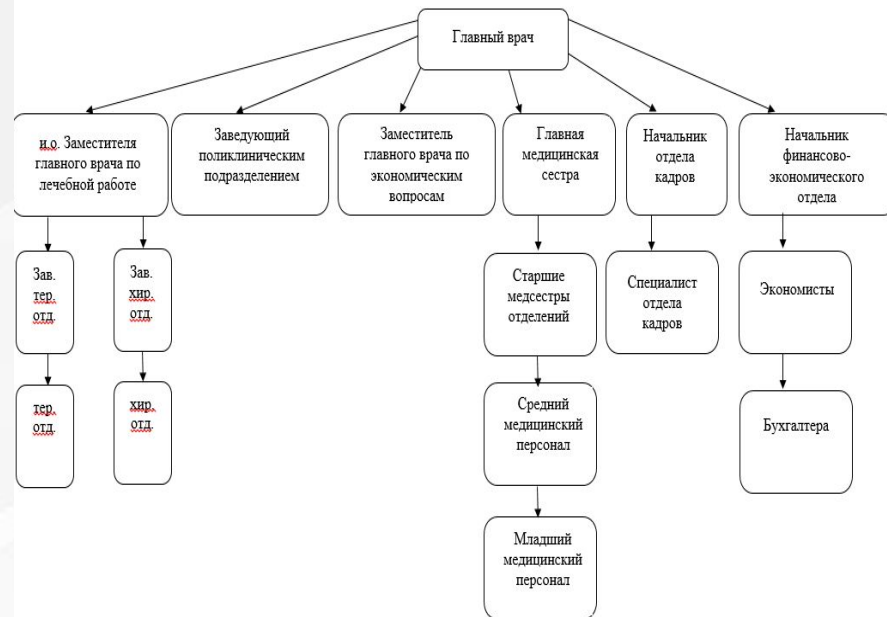 Главный врач
и.о. Заместителя
главного врача по
лечебной работе
Заведующий
поликлиническим
подразделением
Заместитель
главного врача по
экономическим
вопросам
Главная
медицинская
сестра
Начальник
отдела
кадров
Начальник
финансово-
экономического
отдела
Зав.
тер.
отд.
Зав.
хир.
отд.
Старшие
медсестры
отделений
Специалист
отдела
кадров
Экономисты
тер.
отд.
хир.
отд.
Средний
медицинский
персонал
Бухгалтера
Младший
медицинский
персонал